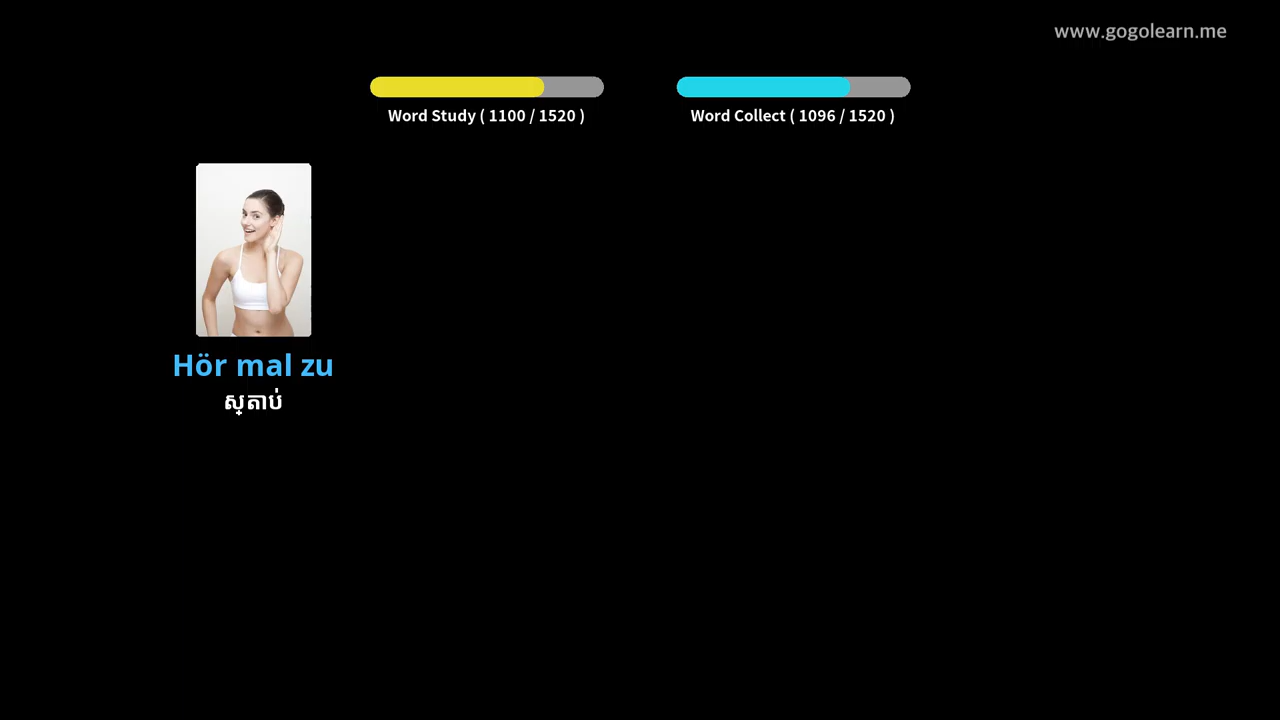 www.gogolearn.me
Word Study ( 1100 / 1520 )
Word Collect ( 1096 / 1520 )
Hör mal zu
ស្តាប់